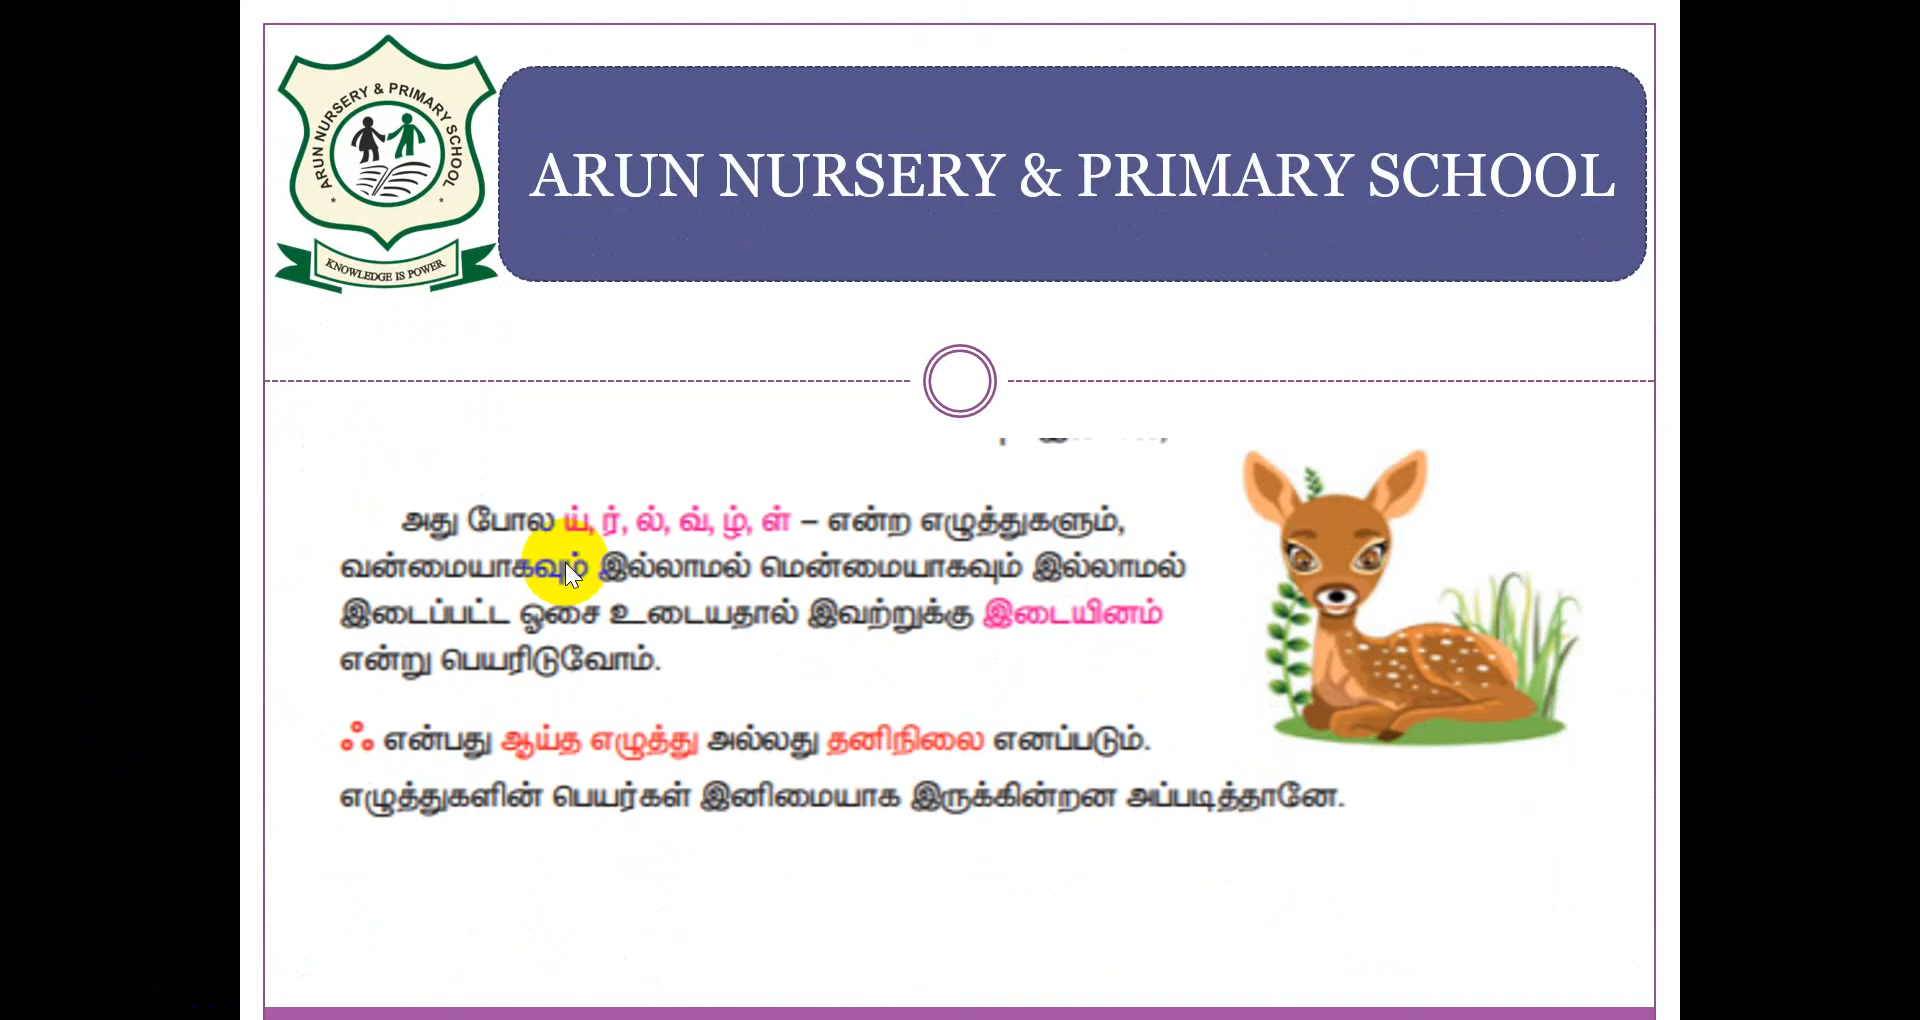 ARUN NURSERY & PRIMARY SCHOOL
KNOWLEDGE IS POWER
ARUN NURSERY & PRIMARY SCHOOL
அது போல ய், ர், ல், வ், ழ், ள் – என்ற எழுத்துகளும்,
வன்மையாகவும் இல்லாமல் மென்மையாகவும் இல்லாமல்
இடைப்பட்ட ஓசை உடையதால் இவற்றுக்கு இடையினம்
என்று பெயரிடுவோம்.
ஃ என்பது ஆய்த எழுத்து அல்லது தனிநிலை எனப்படும்.
எழுத்துகளின் பெயர்கள் இனிமையாக இருக்கின்றன அப்படித்தானே.